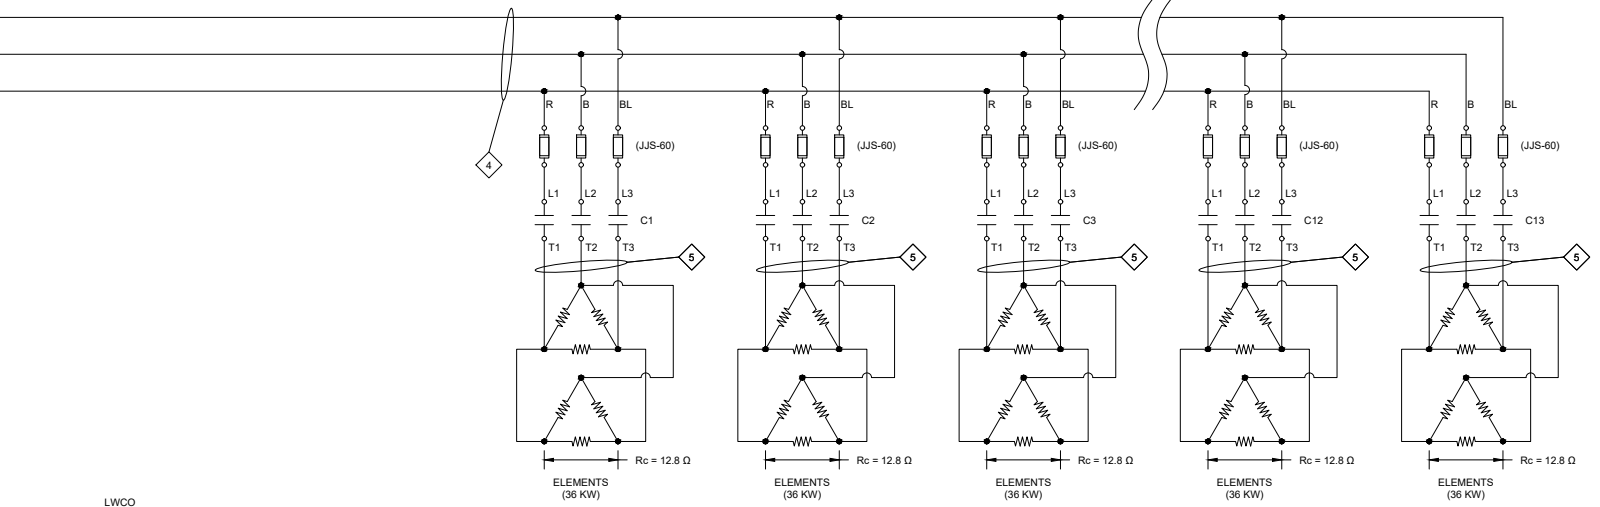 R B BL R B BL R B BL R B BL R B BL
(JJS-60) (JJS-60) (JJS-60) (JJS-60) (JJS-60)
4
L1 L2 L3 L1 L2 L3 L1 L2 L3 L1 L2 L3 L1 L2 L3
C1 C2 C3 C12 C13
T1 T2 T3 T1 T2 T3 T1 T2 T3 T1 T2 T3 T1 T2 T3
5 5 5 5 5
Rc = 12.8 Ω Rc = 12.8 Ω Rc = 12.8 Ω Rc = 12.8 Ω Rc = 12.8 Ω
ELEMENTS ELEMENTS ELEMENTS ELEMENTS ELEMENTS
(36 KW) (36 KW) (36 KW) (36 KW) (36 KW)
LWCO